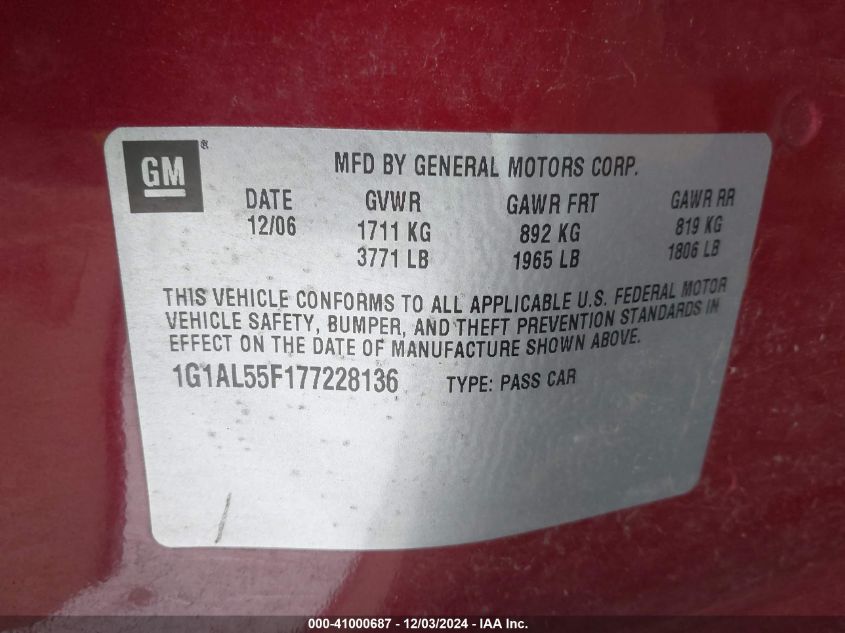 GM®
MFD BY GENERAL MOTORS CORP.
DATE GVWR GAWR FRT GAWR RR
12/06 1711 KG 892 KG 819 KG
3771 LB 1965 LB 1806 LB
THIS VEHICLE CONFORMS TO ALL APPLICABLE U.S. FEDERAL MOTOR
VEHICLE SAFETY, BUMPER, AND THEFT PREVENTION STANDARDS IN
EFFECT ON THE DATE OF MANUFACTURE SHOWN ABOVE.
1G1AL55F177228136 TYPE: PASS CAR
000-41000687 - 12/03/2024 - IAA Inc.